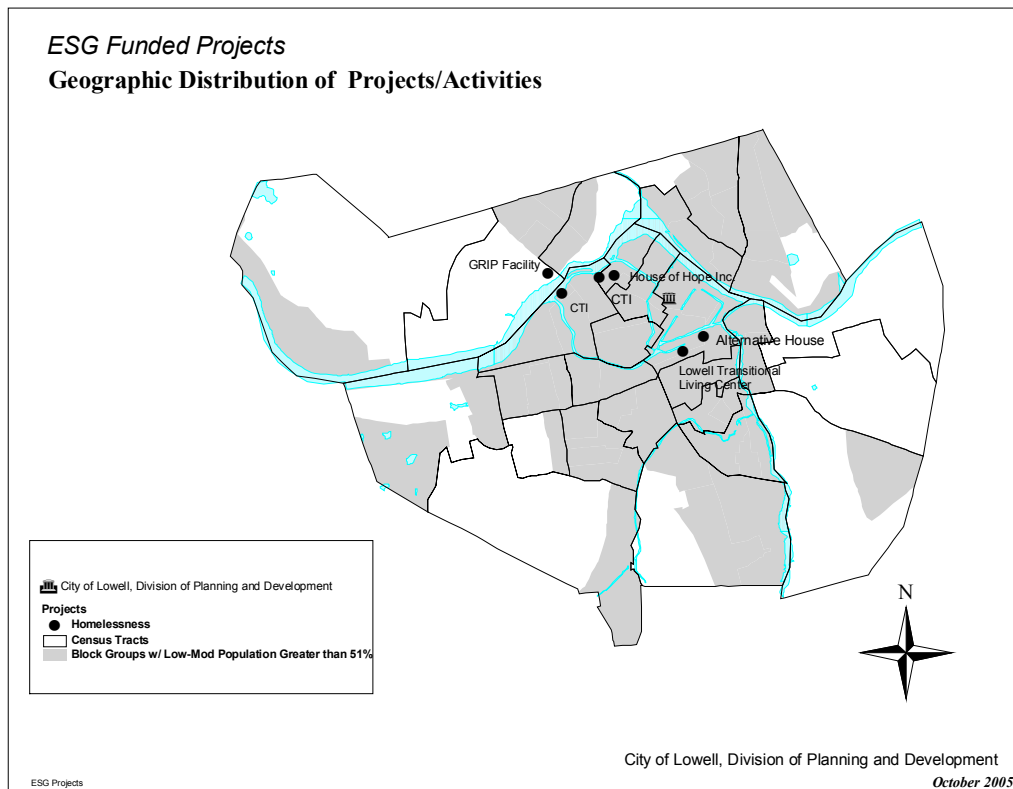 ESG Funded Projects
Geographic Distribution of Projects/Activities
GRIP Facility
House of Hope Inc.
CTI
CTI
Alternative House
Lowell Transitional
Living Center
City of Lowell, Division of Planning and Development
Projects
Homelessness
Census Tracts
Block Groups w/ Low-Mod Population Greater than 51%
N
City of Lowell, Division of Planning and Development
ESG Projects
October 2005